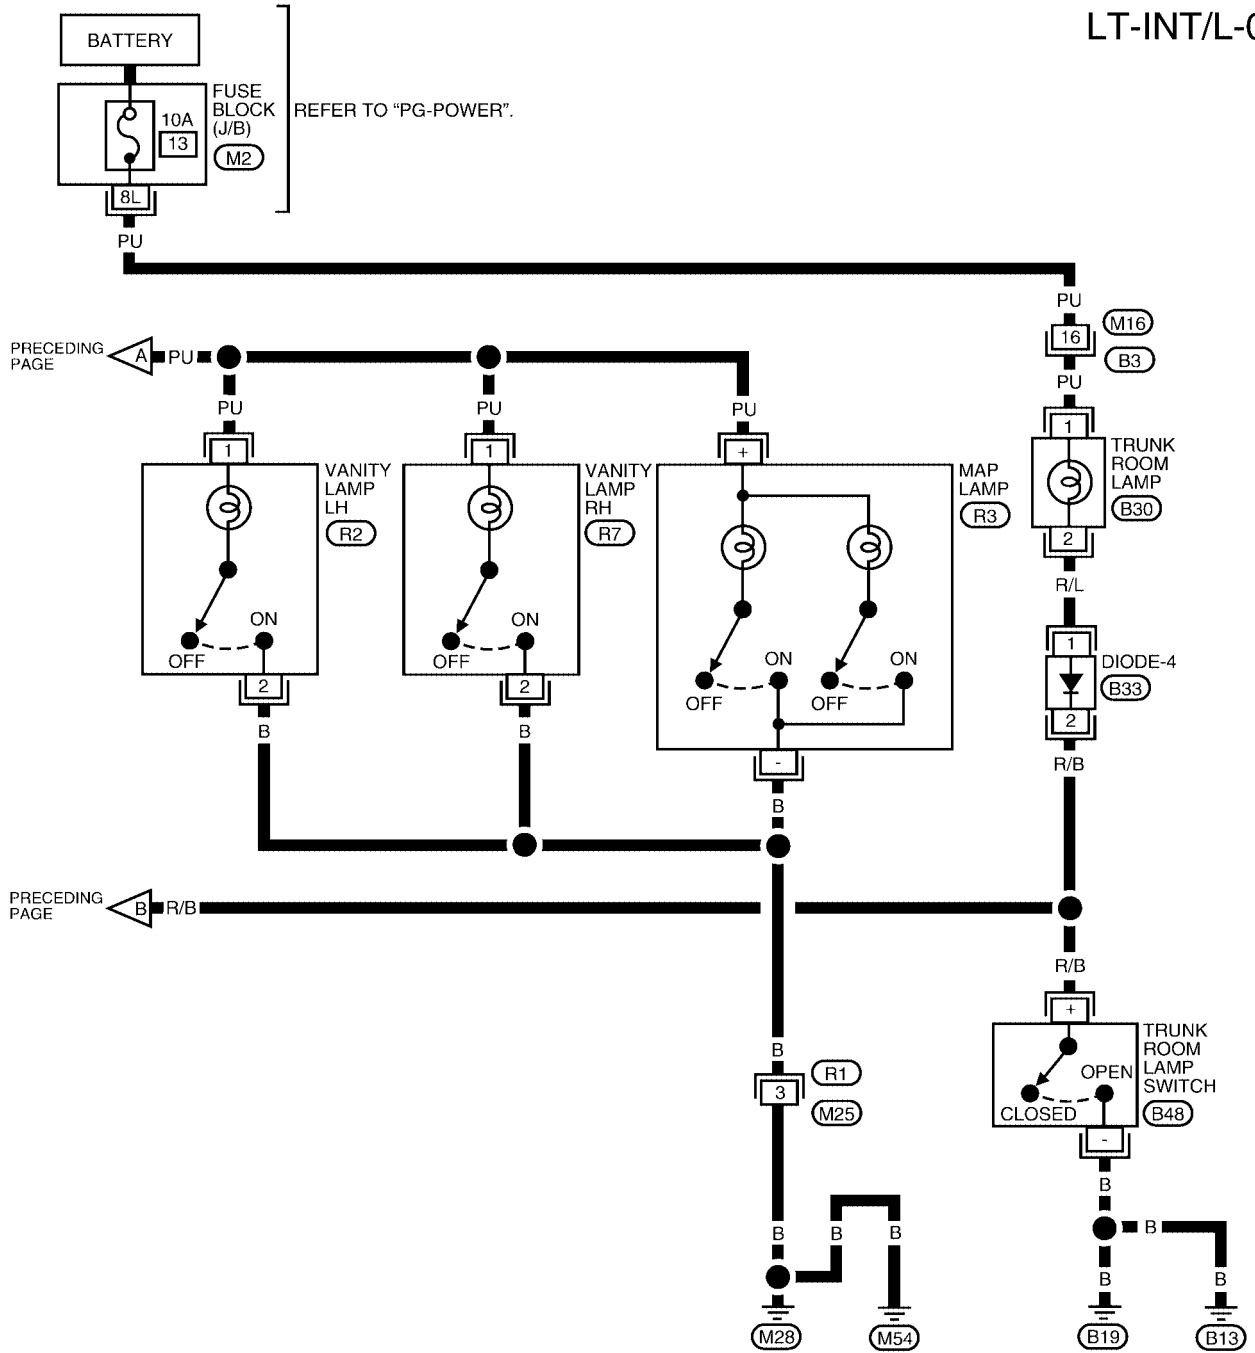 LT-INT/L-0
BATTERY
FUSE
BLOCK
(J/B)
M2
10A
13
8L
REFER TO “PG-POWER”.
PU
PU
16
M16
B3
PU
PRECEDING
PAGE
A
PU
PU
PU
PU
1
1
+
1
VANITY
LAMP
LH
R2
VANITY
LAMP
RH
R7
MAP
LAMP
R3
TRUNK
ROOM
LAMP
B30
2
R/L
ON
OFF
ON
OFF
ON
OFF
ON
OFF
1
DIODE-4
B33
2
2
2
-
R/B
B
B
B
PRECEDING
PAGE
B
R/B
R/B
+
TRUNK
ROOM
LAMP
SWITCH
B48
OPEN
CLOSED
-
B
3
R1
M25
B
B
B
B
B
B
B
M28
M54
B19
B13